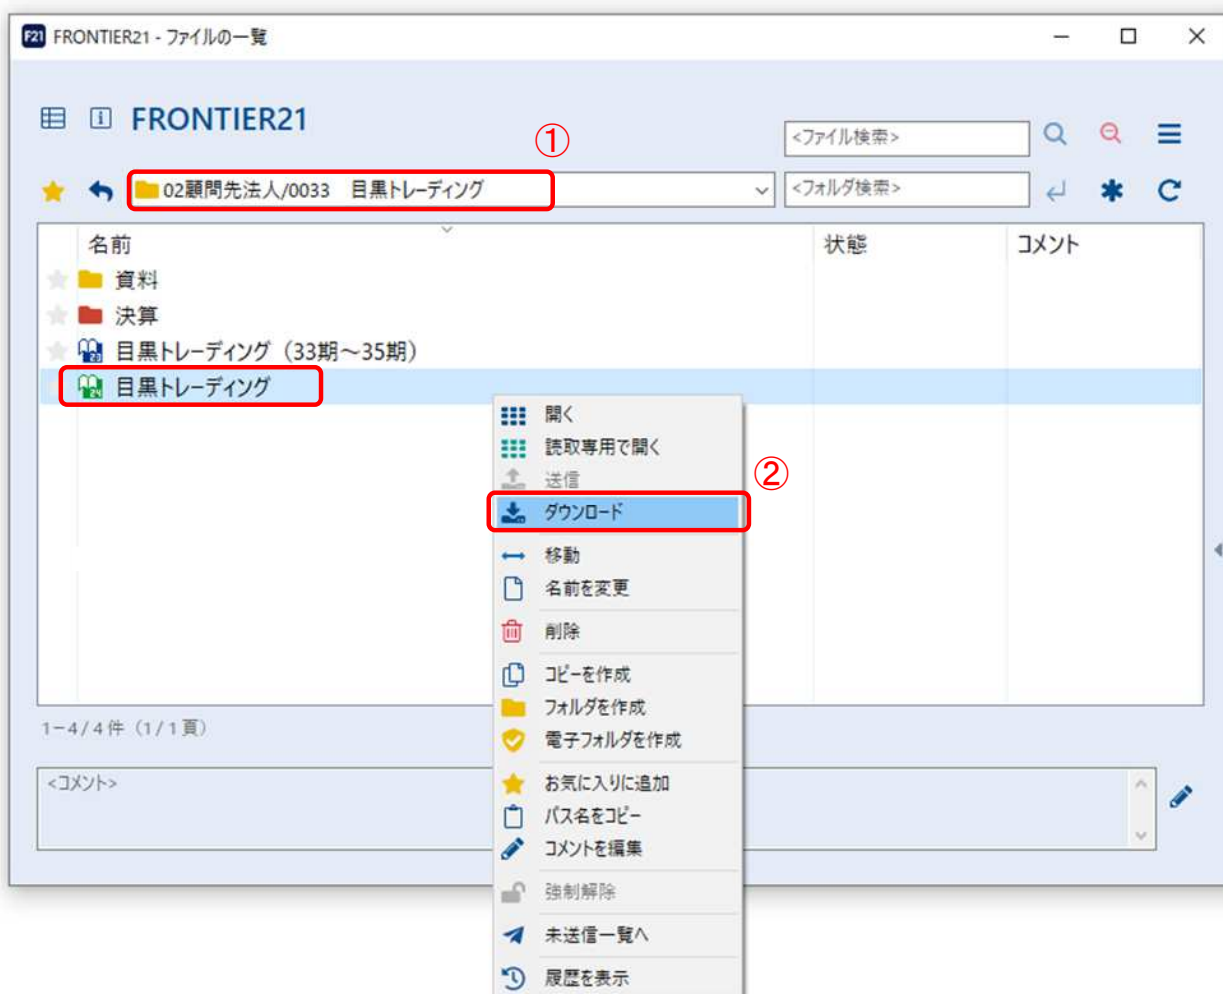 F21 FRONTIER21 - ファイルの一覧
FRONTIER21
①
<ファイル検索>
02顧問先法人/0033　目黒トレーディング
<フォルダ検索>
名前 状態 コメント
資料
決算
23 目黒トレーディング（33期～35期）
24 目黒トレーディング
開く
読取専用で開く
送信
②
ダウンロード
移動
名前を変更
削除
コピーを作成
フォルダを作成
電子フォルダを作成
お気に入りに追加
パス名をコピー
コメントを編集
強制解除
未送信一覧へ
履歴を表示
1-4/4件（1/1頁）
<コメント>